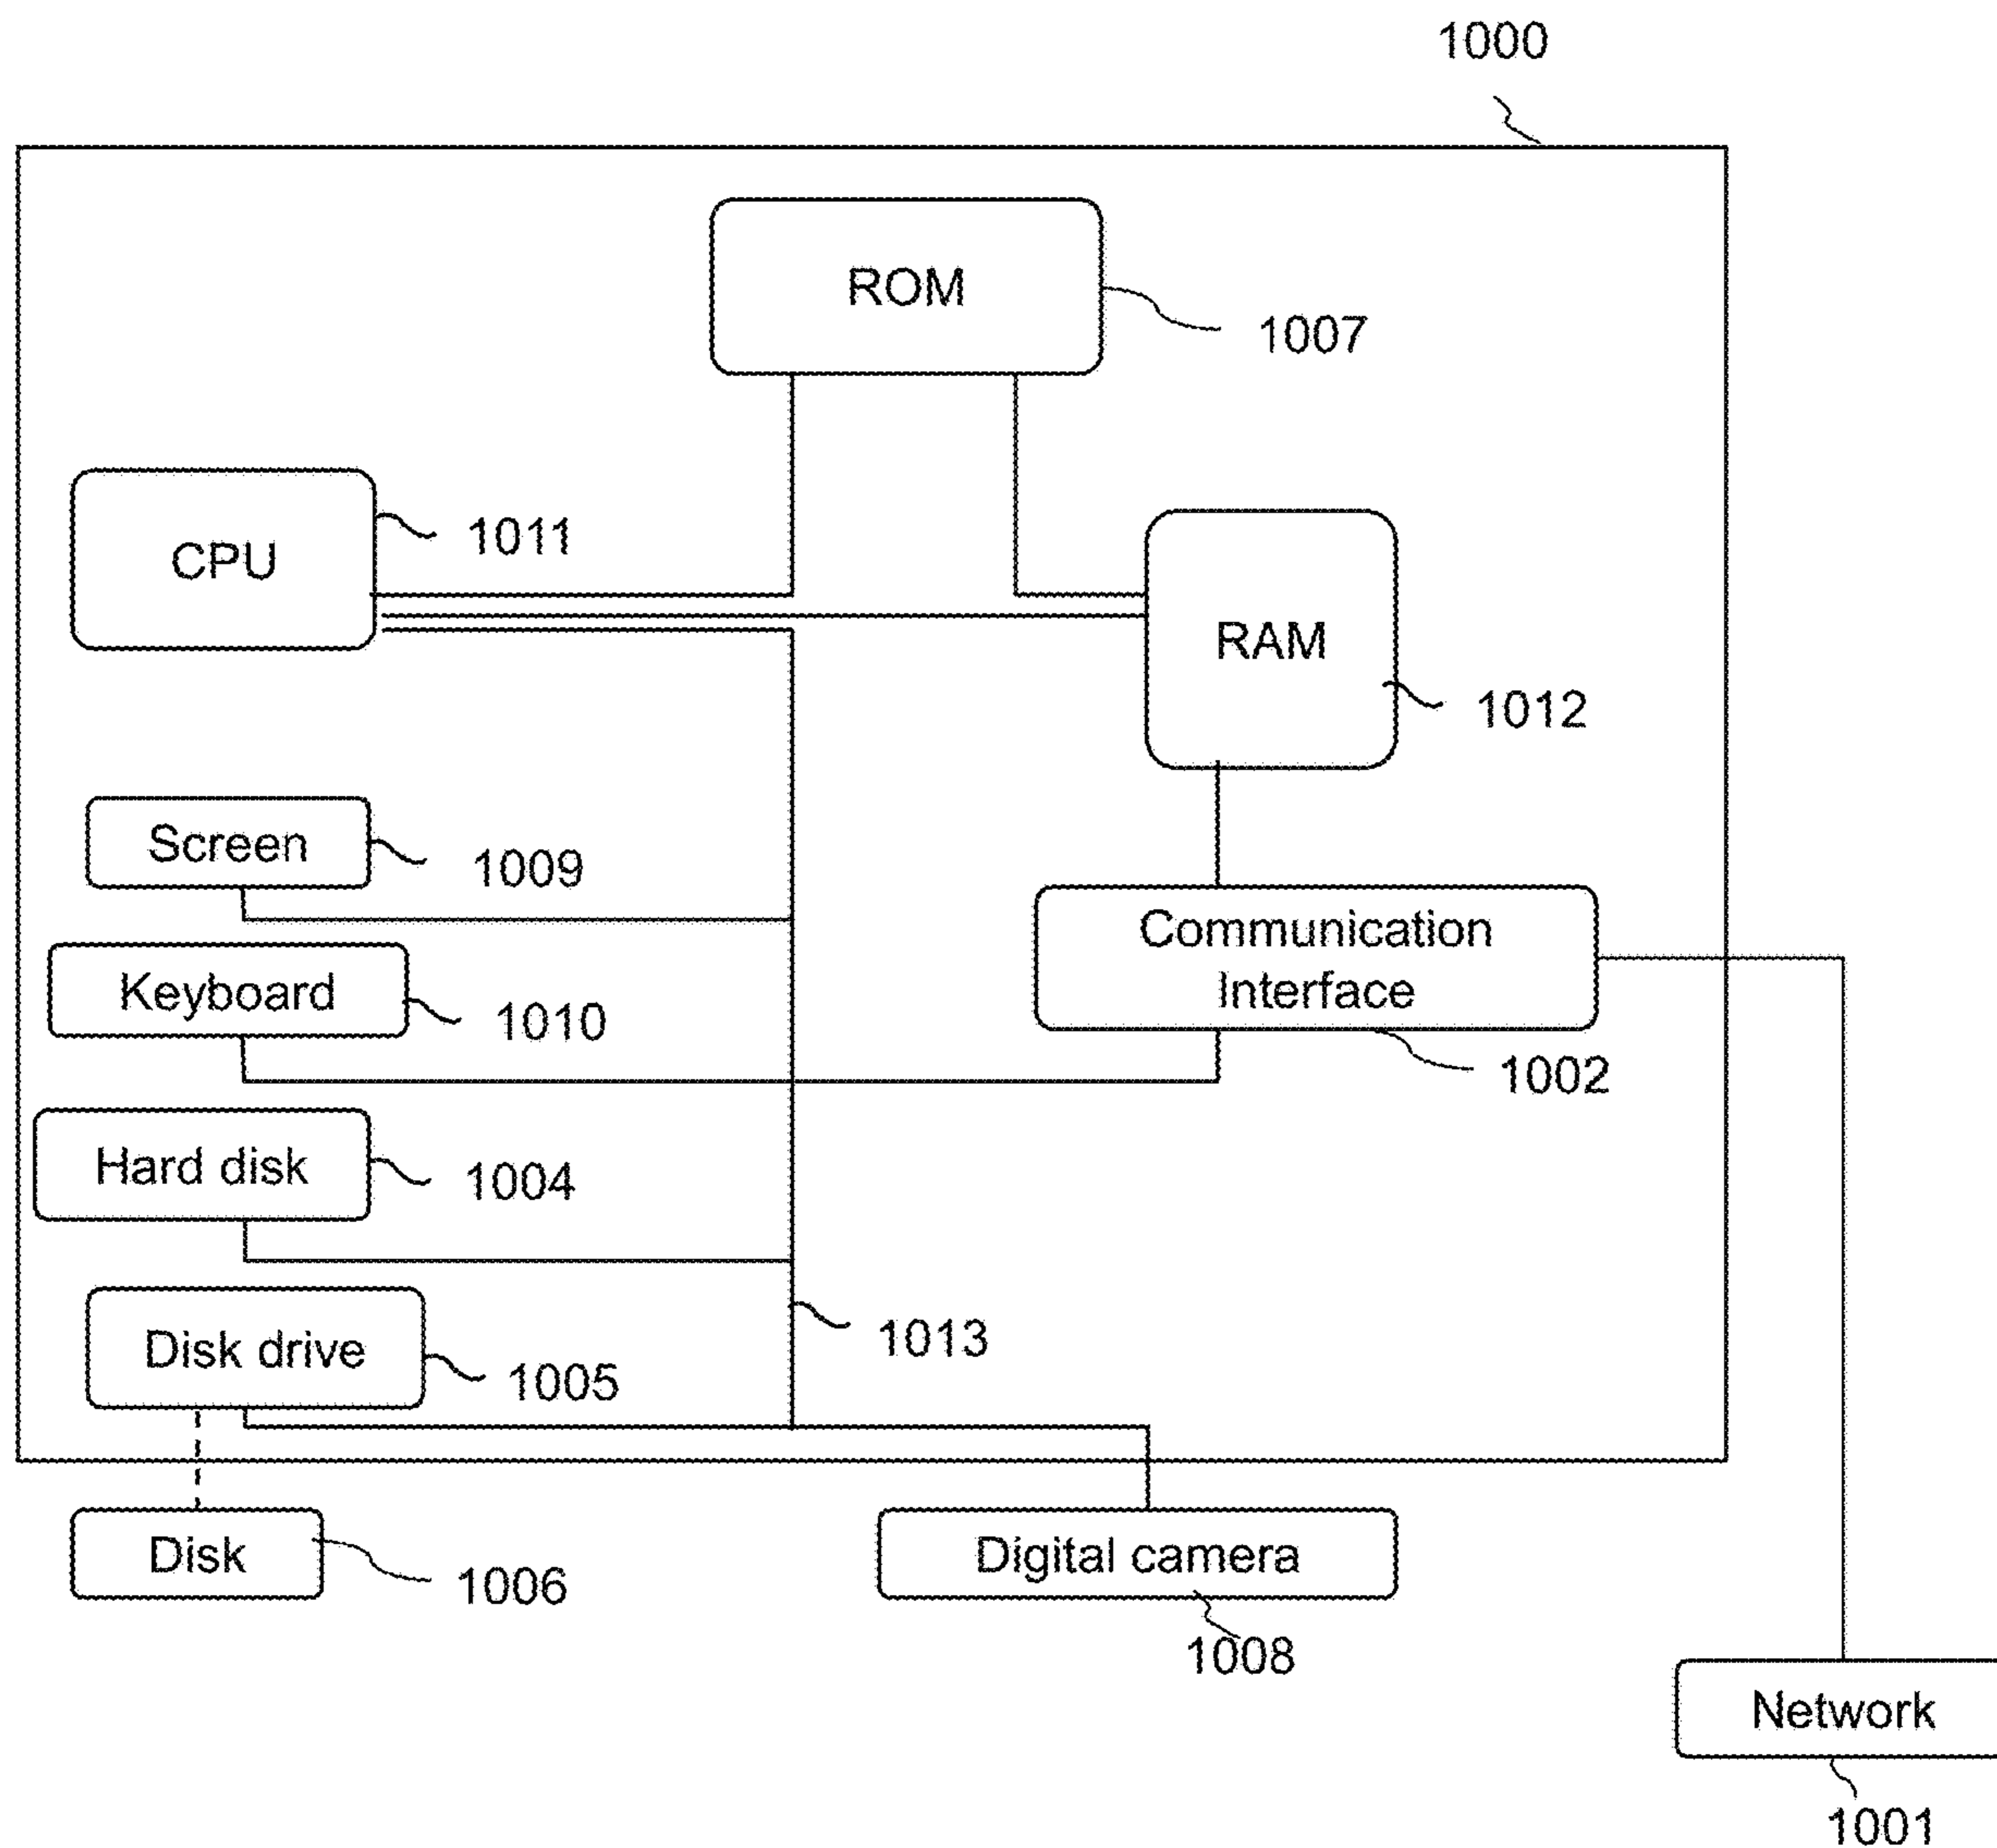 1000
ROM
1007
CPU
1011
RAM
1012
Screen
1009
Communication
Interface
1002
Keyboard
1010
Hard disk
1004
Disk drive
1005
1013
Disk
1006
Digital camera
1008
Network
1001